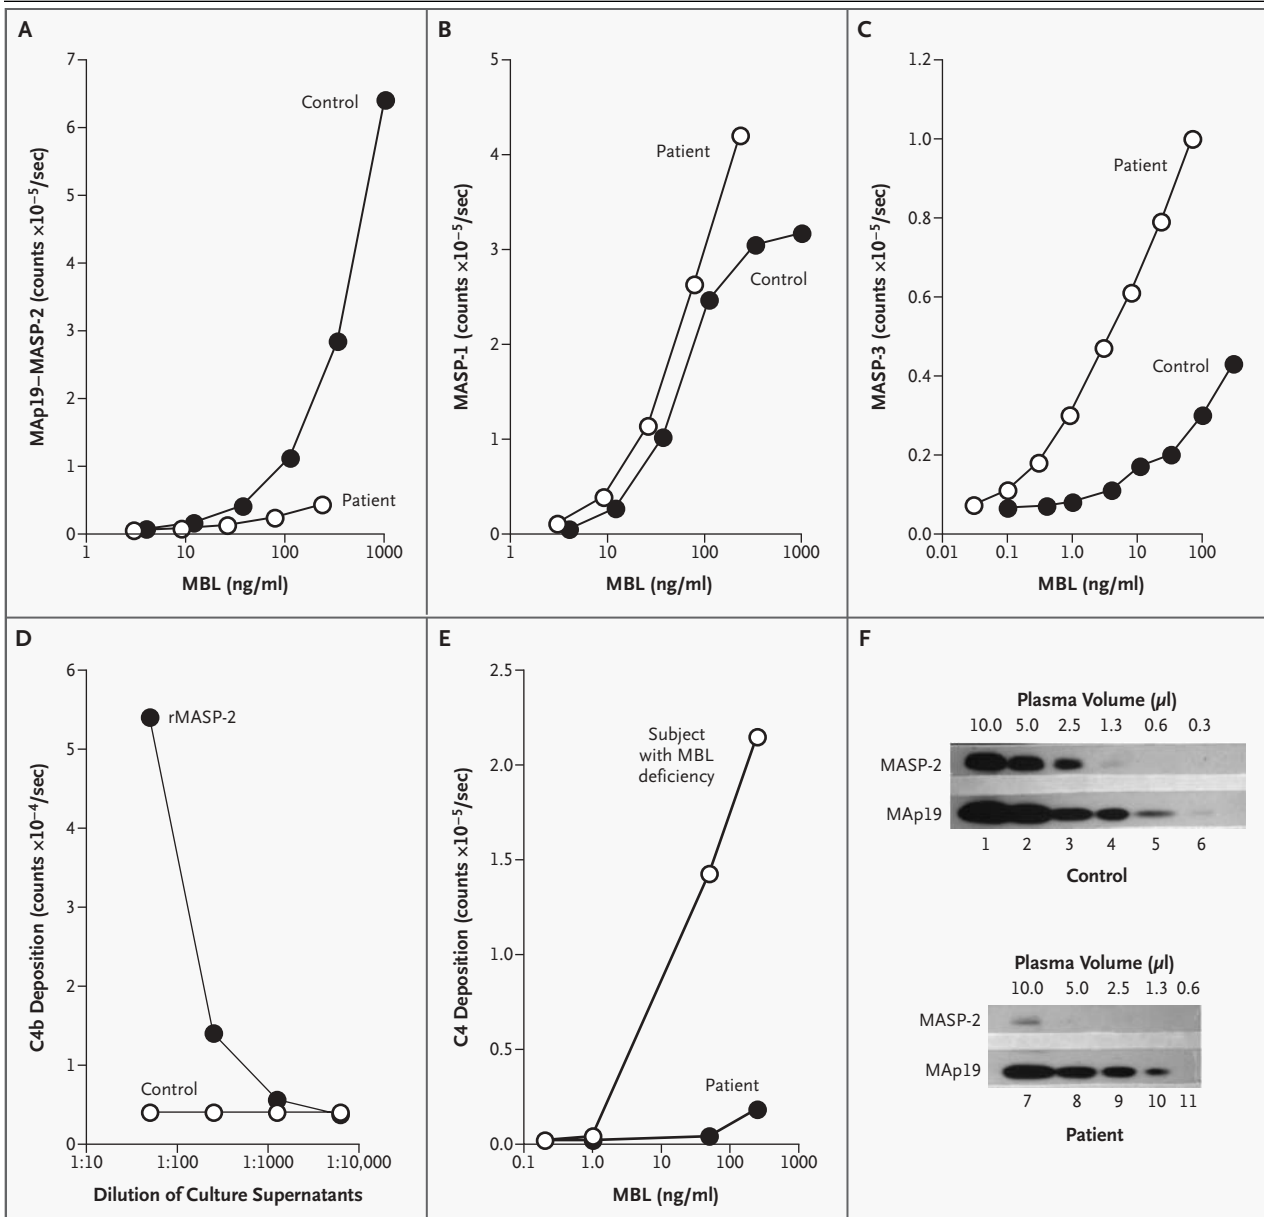 A
MAp19–MASP-2 (counts ×10⁻⁵/sec)
7
6
5
4
3
2
1
0
Control
Patient
1 10 100 1000
MBL (ng/ml)
B
MASP-1 (counts ×10⁻⁵/sec)
5
4
3
2
1
0
Patient
Control
1 10 100 1000
MBL (ng/ml)
C
MASP-3 (counts ×10⁻⁵/sec)
1.2
1.0
0.8
0.6
0.4
0.2
0.0
Patient
Control
0.01 0.1 1.0 10 100
MBL (ng/ml)
D
C4b Deposition (counts ×10⁻⁴/sec)
6
5
4
3
2
1
0
rMASP-2
Control
1:10 1:100 1:1000 1:10,000
Dilution of Culture Supernatants
E
C4 Deposition (counts ×10⁻⁵/sec)
2.5
2.0
1.5
1.0
0.5
0.0
Subject
with MBL
deficiency
Patient
0.1 1.0 10 100 1000
MBL (ng/ml)
F
Plasma Volume (µl)
10.0 5.0 2.5 1.3 0.6 0.3
MASP-2
MAp19
1 2 3 4 5 6
Control
Plasma Volume (µl)
10.0 5.0 2.5 1.3 0.6
MASP-2
MAp19
7 8 9 10 11
Patient